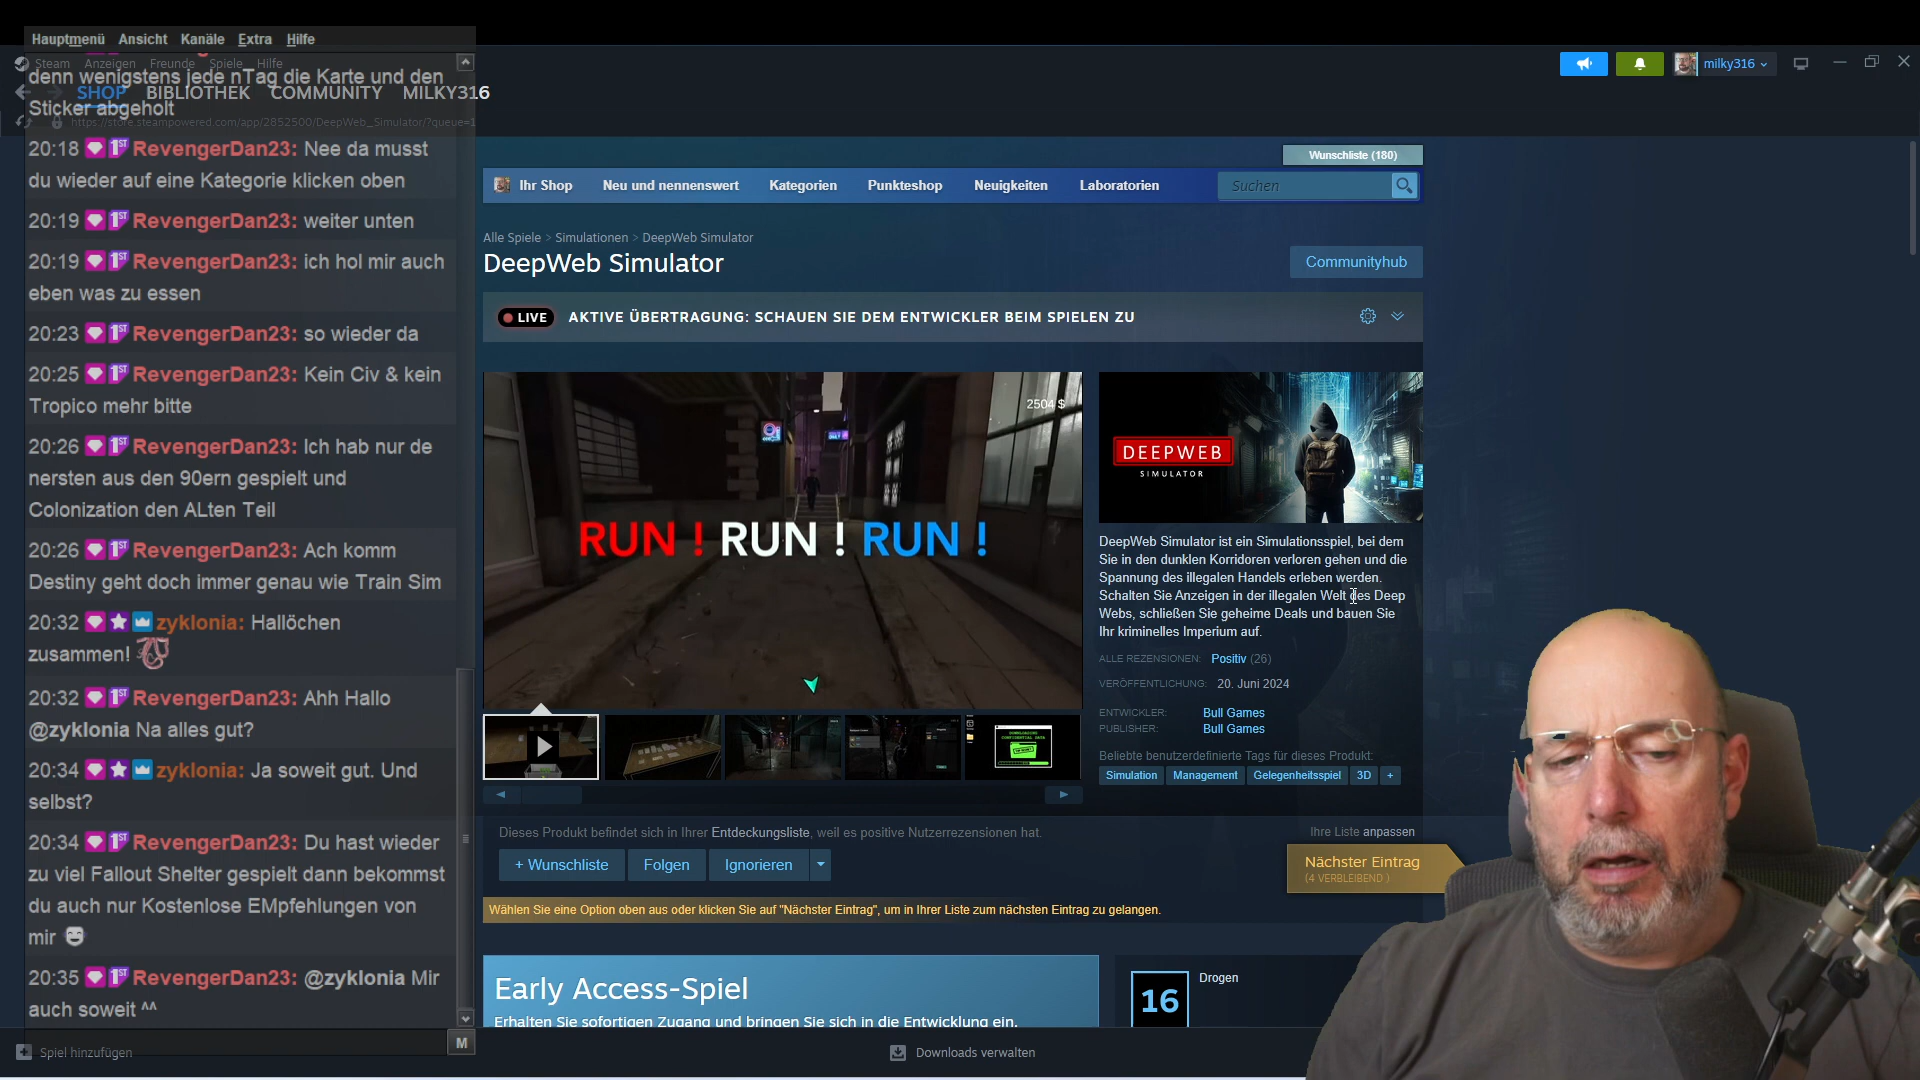 Hauptmenü Ansicht Kanäle Extra Hilfe
Steam Anzeigen Freunde Spiele Hilfe
milky316
SHOP BIBLIOTHEK COMMUNITY MILKY316
https://store.steampowered.com/app/2852500/DeepWeb_Simulator/?queue=1
denn wenigstens jede nTag die Karte und den
Sticker abgeholt
20:18 RevengerDan23: Nee da musst
du wieder auf eine Kategorie klicken oben
20:19 RevengerDan23: weiter unten
20:19 RevengerDan23: ich hol mir auch
eben was zu essen
20:23 RevengerDan23: so wieder da
20:25 RevengerDan23: Kein Civ & kein
Tropico mehr bitte
20:26 RevengerDan23: Ich hab nur de
nersten aus den 90ern gespielt und
Colonization den ALten Teil
20:26 RevengerDan23: Ach komm
Destiny geht doch immer genau wie Train Sim
20:32 zyklonia: Hallöchen
zusammen!
20:32 RevengerDan23: Ahh Hallo
@zyklonia Na alles gut?
20:34 zyklonia: Ja soweit gut. Und
selbst?
20:34 RevengerDan23: Du hast wieder
zu viel Fallout Shelter gespielt dann bekommst
du auch nur Kostenlose EMpfehlungen von
mir
20:35 RevengerDan23: @zyklonia Mir
auch soweit ^^
M
Spiel hinzufügen
Wunschliste (180)
Ihr Shop Neu und nennenswert Kategorien Punkteshop Neuigkeiten Laboratorien
Suchen
Alle Spiele > Simulationen > DeepWeb Simulator
DeepWeb Simulator
Communityhub
LIVE AKTIVE ÜBERTRAGUNG: SCHAUEN SIE DEM ENTWICKLER BEIM SPIELEN ZU
2504 $
RUN ! RUN ! RUN !
DEEPWEB
SIMULATOR
DeepWeb Simulator ist ein Simulationsspiel, bei dem
Sie in den dunklen Korridoren verloren gehen und die
Spannung des illegalen Handels erleben werden.
Schalten Sie Anzeigen in der illegalen Welt des Deep
Webs, schließen Sie geheime Deals und bauen Sie
Ihr kriminelles Imperium auf.
ALLE REZENSIONEN: Positiv (26)
VERÖFFENTLICHUNG: 20. Juni 2024
ENTWICKLER: Bull Games
PUBLISHER: Bull Games
Beliebte benutzerdefinierte Tags für dieses Produkt:
Simulation Management Gelegenheitsspiel 3D +
Dieses Produkt befindet sich in Ihrer Entdeckungsliste, weil es positive Nutzerrezensionen hat.
Ihre Liste anpassen
+ Wunschliste Folgen Ignorieren
Nächster Eintrag
(4 VERBLEIBEND )
Wählen Sie eine Option oben aus oder klicken Sie auf "Nächster Eintrag", um in Ihrer Liste zum nächsten Eintrag zu gelangen.
Early Access-Spiel
Erhalten Sie sofortigen Zugang und bringen Sie sich in die Entwicklung ein.
16
Drogen
Downloads verwalten